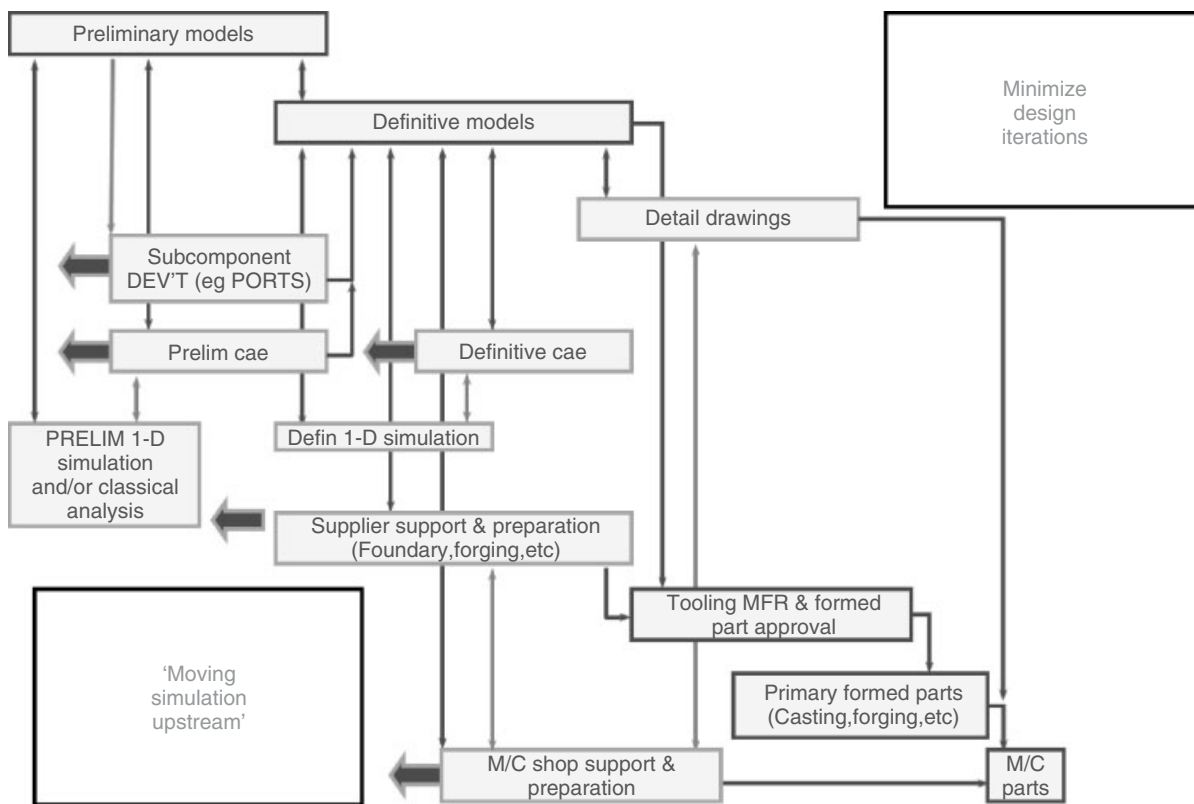 Preliminary models
Minimize
design
iterations
Definitive models
Detail drawings
Subcomponent
DEV'T (eg PORTS)
Prelim cae
Definitive cae
PRELIM 1-D
simulation
and/or classical
analysis
Defin 1-D simulation
Supplier support & preparation
(Foundary,forging,etc)
Tooling MFR & formed
part approval
‘Moving
simulation
upstream’
Primary formed parts
(Casting,forging,etc)
M/C shop support &
preparation
M/C
parts